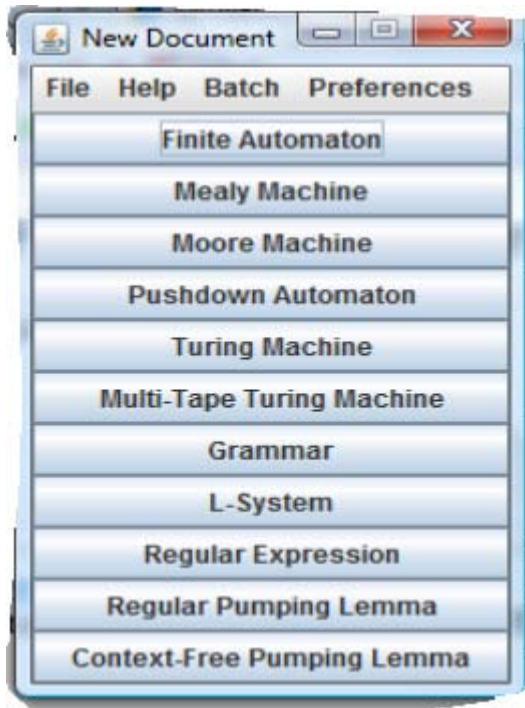 New Document
File Help Batch Preferences
Finite Automaton
Mealy Machine
Moore Machine
Pushdown Automaton
Turing Machine
Multi-Tape Turing Machine
Grammar
L-System
Regular Expression
Regular Pumping Lemma
Context-Free Pumping Lemma